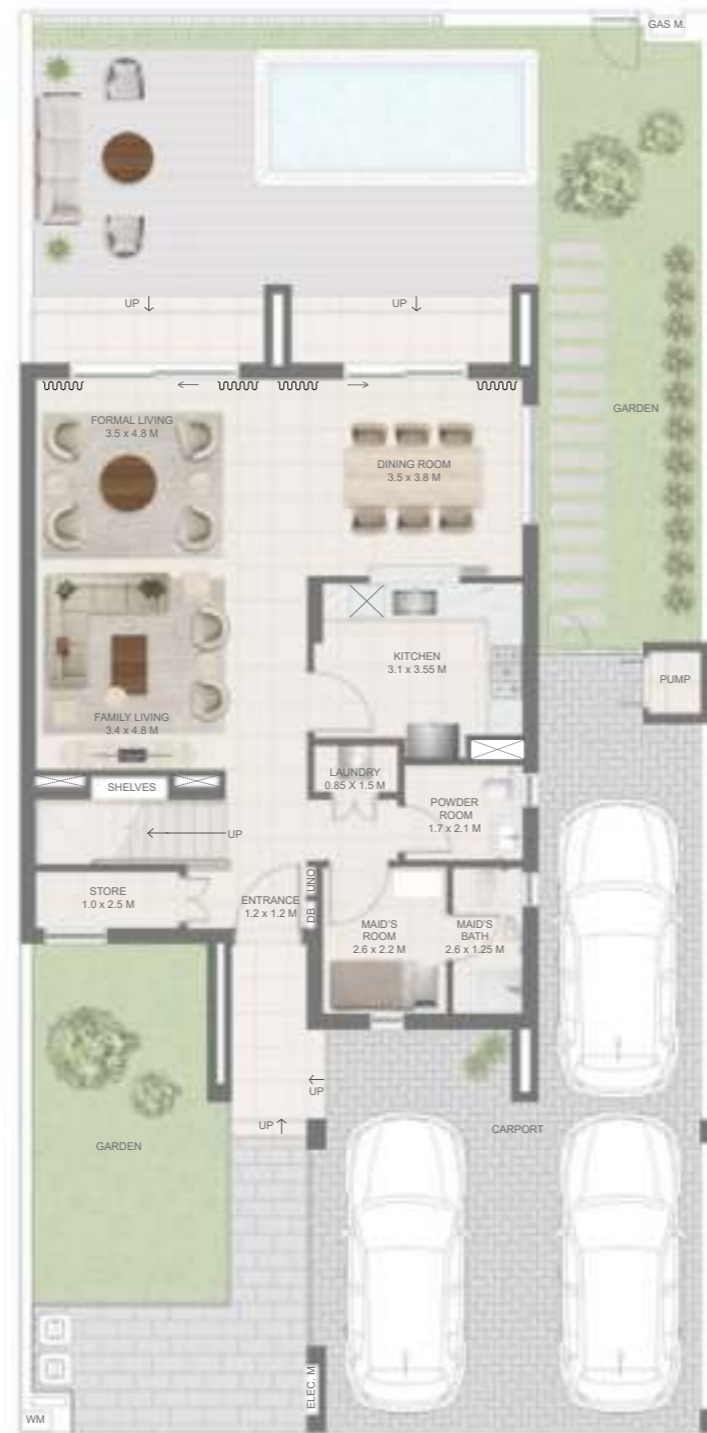 GAS M.
UP
UP
FORMAL LIVING
3.5 x 4.8 M
DINING ROOM
3.5 x 3.8 M
GARDEN
KITCHEN
3.1 x 3.55 M
PUMP
FAMILY LIVING
3.4 x 4.8 M
SHELVES
LAUNDRY
0.85 X 1.5 M
POWDER
ROOM
1.7 x 2.1 M
UP
STORE
1.0 x 2.5 M
ENTRANCE
1.2 x 1.2 M
DB
UNO
MAID'S
ROOM
2.6 x 2.2 M
MAID'S
BATH
2.6 x 1.25 M
UP
UP
GARDEN
CARPORT
ELEC. M
WM